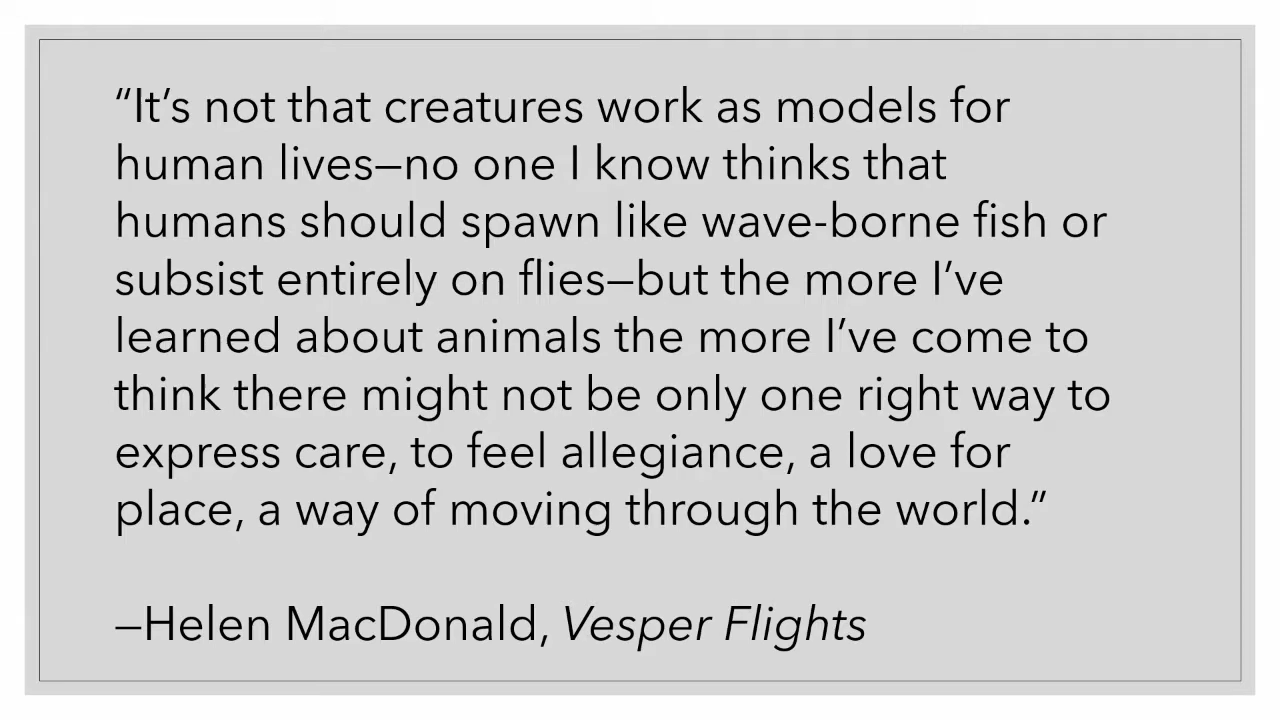 “It’s not that creatures work as models for
human lives—no one I know thinks that
humans should spawn like wave-borne fish or
subsist entirely on flies—but the more I’ve
learned about animals the more I’ve come to
think there might not be only one right way to
express care, to feel allegiance, a love for
place, a way of moving through the world.”
—Helen MacDonald, Vesper Flights